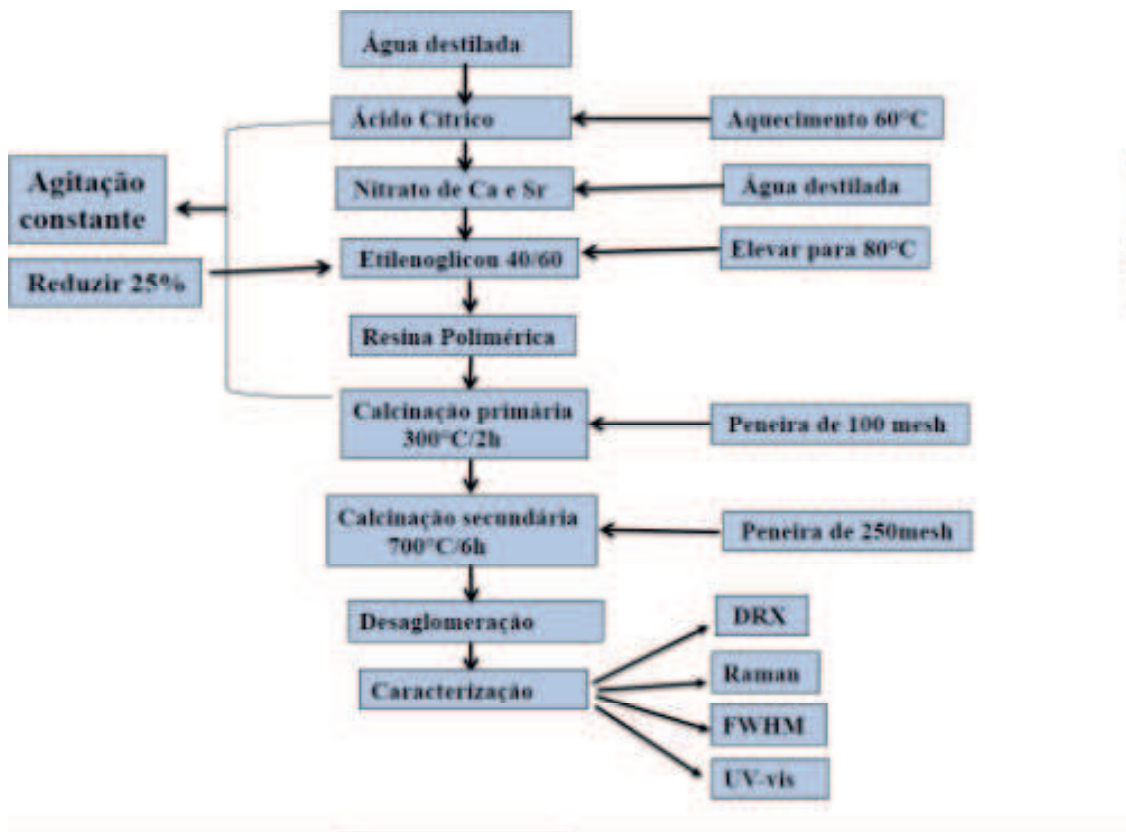 Água destilada
Ácido Cítrico
Aquecimento 60°C
Agitação
constante
Nitrato de Ca e Sr
Água destilada
Reduzir 25%
Etilenoglicou 40/60
Elevar para 80°C
Resina Polimérica
Calcinação primária
300°C/2h
Peneira de 100 mesh
Calcinação secundária
700°C/6h
Peneira de 250mesh
Desaglomeração
Caracterização
DRX
Raman
FWHM
UV-vis